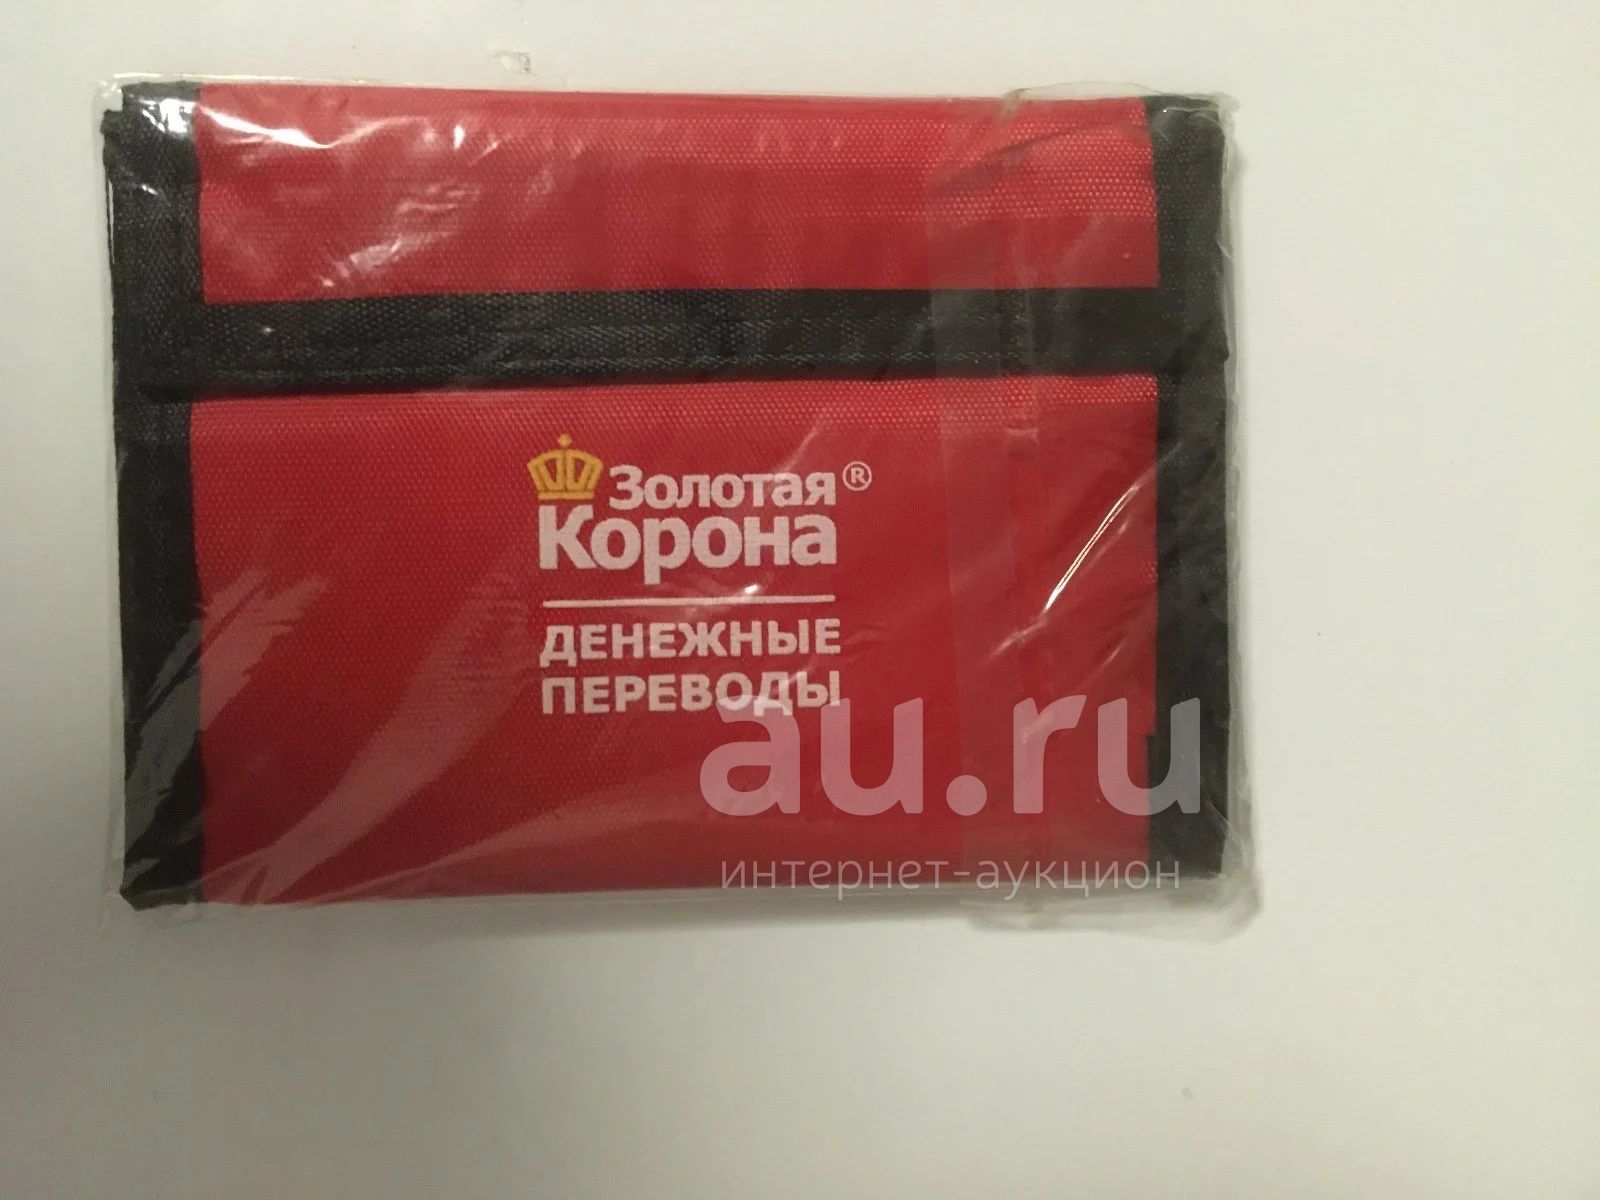 Золотая®
Корона
ДЕНЕЖНЫЕ
ПЕРЕВОДЫ
au.ru
интернет-аукцион